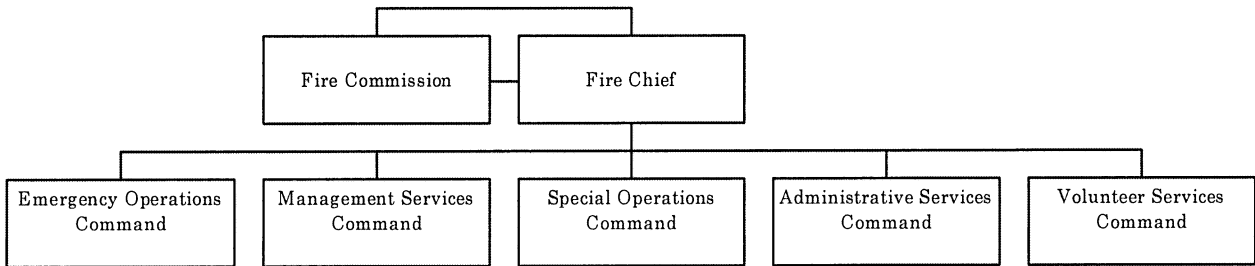 Fire Commission
Fire Chief
Emergency Operations
Command
Management Services
Command
Special Operations
Command
Administrative Services
Command
Volunteer Services
Command